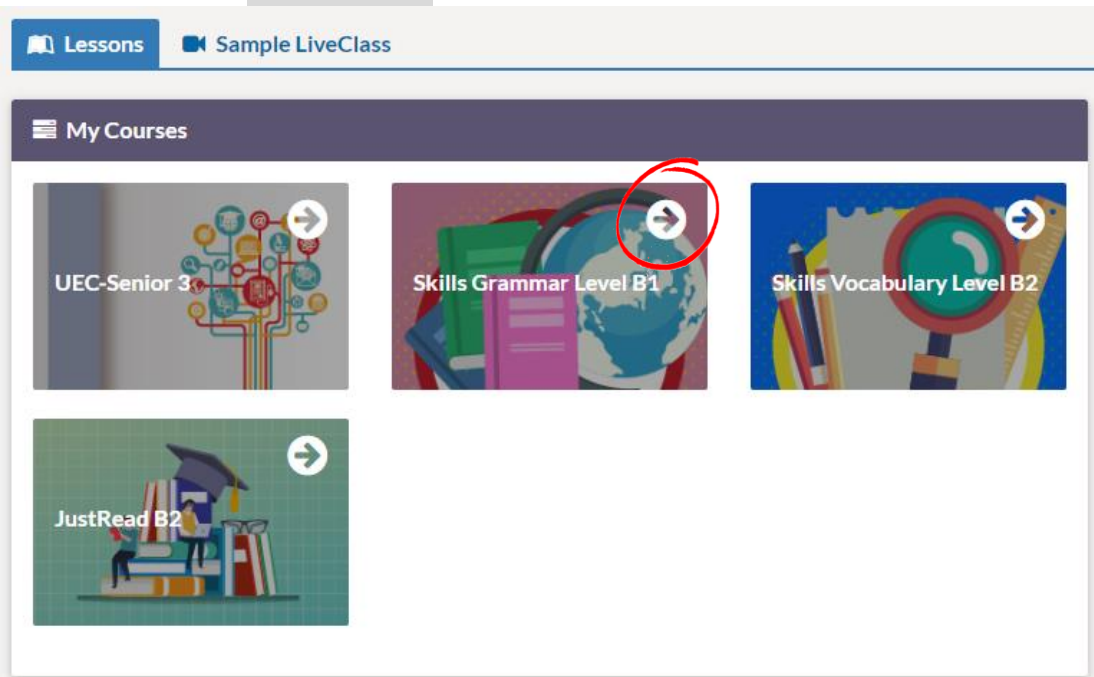 Lessons
Sample LiveClass
My Courses
UEC-Senior 3
Skills Grammar Level B1
Skills Vocabulary Level B2
JustRead B2